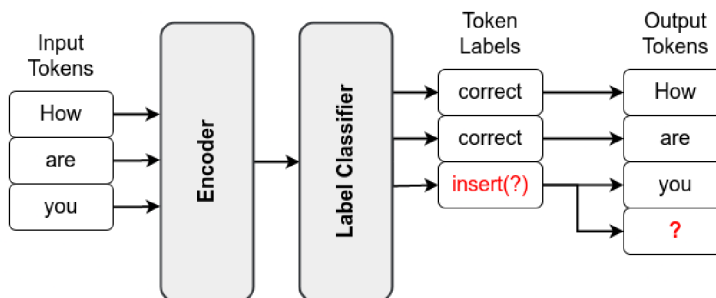 Input
Tokens
How
are
you
Encoder
Label Classifier
Token
Labels
correct
correct
insert(?)
Output
Tokens
How
are
you
?